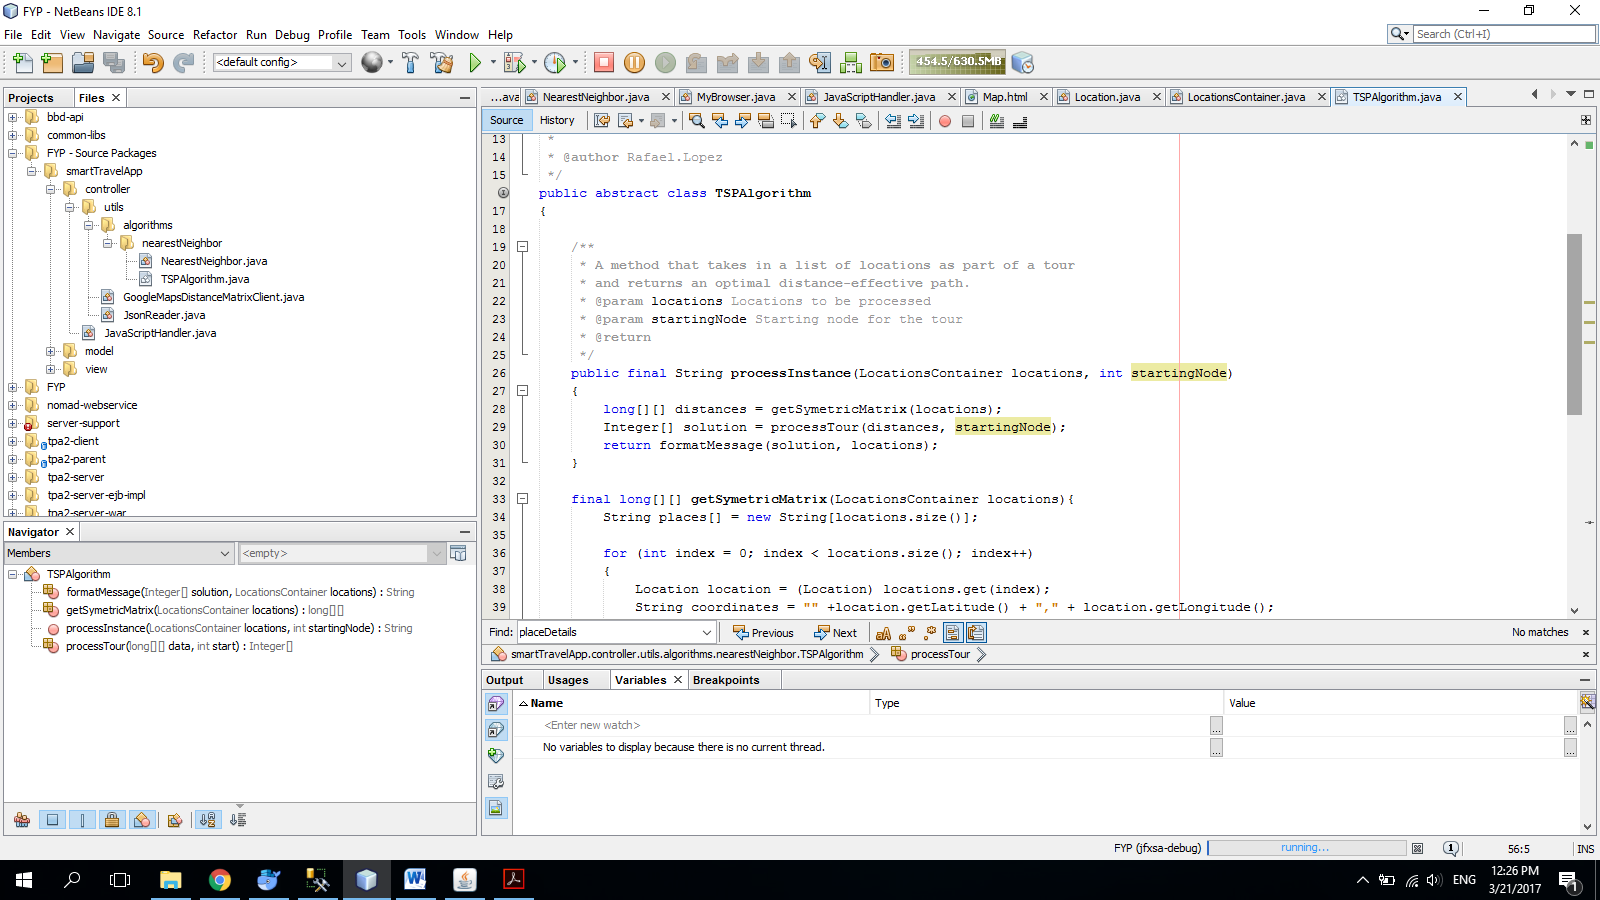 FYP - NetBeans IDE 8.1
File Edit View Navigate Source Refactor Run Debug Profile Team Tools Window Help
Search (Ctrl+I)
<default config>
454.5/630.5MB
Projects Files
bbd-api
common-libs
FYP - Source Packages
smartTravelApp
controller
utils
algorithms
nearestNeighbor
NearestNeighbor.java
TSPAlgorithm.java
GoogleMapsDistanceMatrixClient.java
JsonReader.java
JavaScriptHandler.java
model
view
FYP
nomad-webservice
server-support
tpa2-client
tpa2-parent
tpa2-server
tpa2-server-ejb-impl
tpa2-server-war
Navigator
Members <empty>
TSPAlgorithm
formatMessage(Integer[] solution, LocationsContainer locations) : String
getSymetricMatrix(LocationsContainer locations) : long[][]
processInstance(LocationsContainer locations, int startingNode) : String
processTour(long[][] data, int start) : Integer[]
...ava NearestNeighbor.java MyBrowser.java JavaScriptHandler.java Map.html Location.java LocationsContainer.java TSPAlgorithm.java
Source History
13 *
14 * @author Rafael.Lopez
15 */
public abstract class TSPAlgorithm
17 {
18
19 /**
20 * A method that takes in a list of locations as part of a tour
21 * and returns an optimal distance-effective path.
22 * @param locations Locations to be processed
23 * @param startingNode Starting node for the tour
24 * @return
25 */
26 public final String processInstance(LocationsContainer locations, int startingNode)
27 {
28 long[][] distances = getSymetricMatrix(locations);
29 Integer[] solution = processTour(distances, startingNode);
30 return formatMessage(solution, locations);
31 }
32
33 final long[][] getSymetricMatrix(LocationsContainer locations){
34 String places[] = new String[locations.size()];
35
36 for (int index = 0; index < locations.size(); index++)
37 {
38 Location location = (Location) locations.get(index);
39 String coordinates = "" +location.getLatitude() + "," + location.getLongitude();
Find: placeDetails Previous Next No matches
smartTravelApp.controller.utils.algorithms.nearestNeighbor.TSPAlgorithm processTour
Output Usages Variables Breakpoints
Name Type Value
<Enter new watch>
No variables to display because there is no current thread.
FYP (jfxsa-debug) running... 1 56:5 INS
ENG 12:26 PM
3/21/2017 1